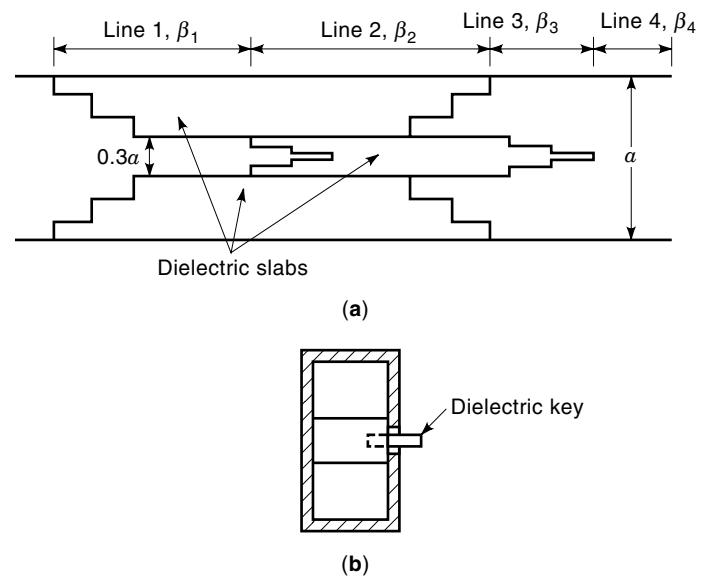 Line 1, β1 Line 2, β2 Line 3, β3 Line 4, β4
0.3a a
Dielectric slabs
(a)
Dielectric key
(b)